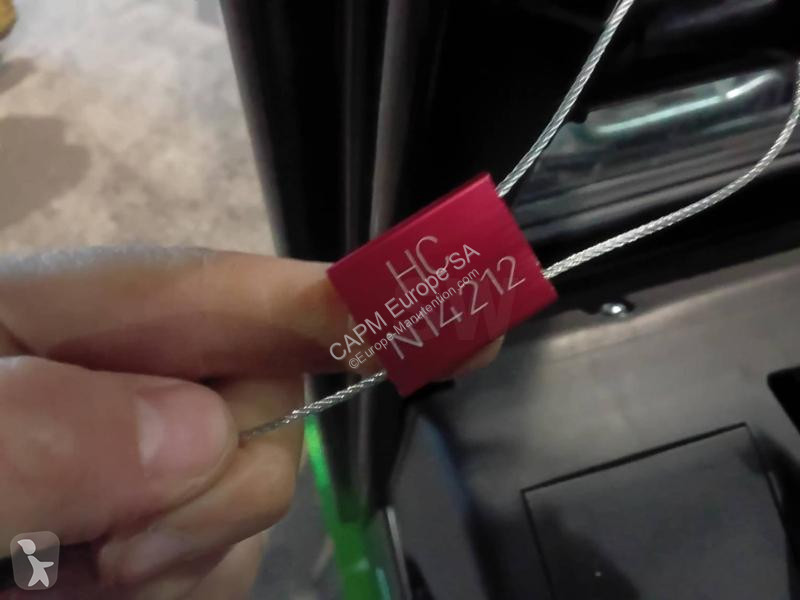 HC
N14212
CAPM Europe SA
©Europe-Manutention.com